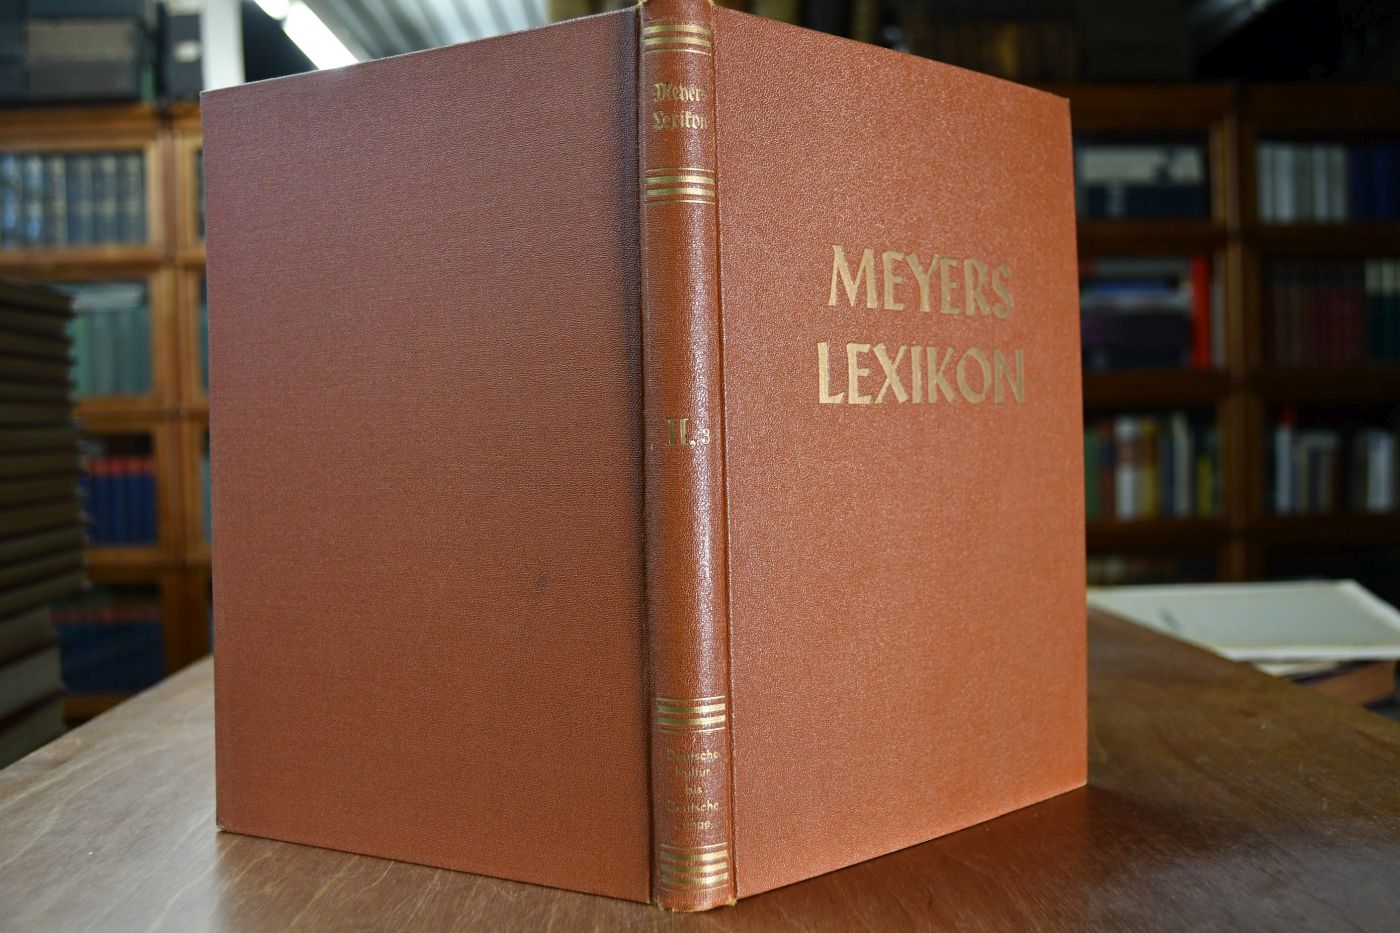 Meyers
Lexikon
II. 3
Deutsche
Kultur
bis
Deutsche
MEYERS
LEXIKON